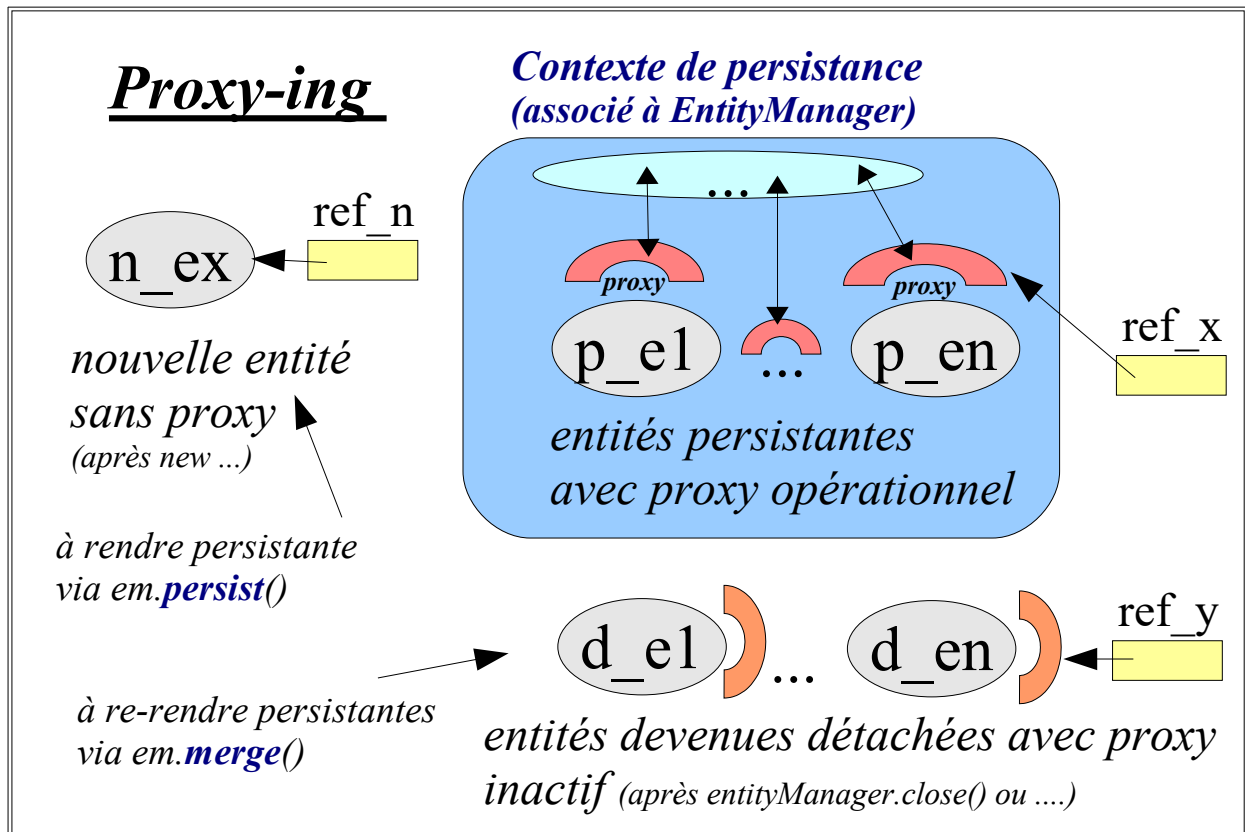 Proxy-ing
Contexte de persistance
(associé à EntityManager)
...
ref_n
n_ex
proxy
proxy
p_e1
...
p_en
ref_x
nouvelle entité
sans proxy
(après new ...)
entités persistantes
avec proxy opérationnel
à rendre persistante
via em.persist()
d_e1
...
d_en
ref_y
à re-rendre persistantes
via em.merge()
entités devenues détachées avec proxy
inactif (après entityManager.close() ou ....)